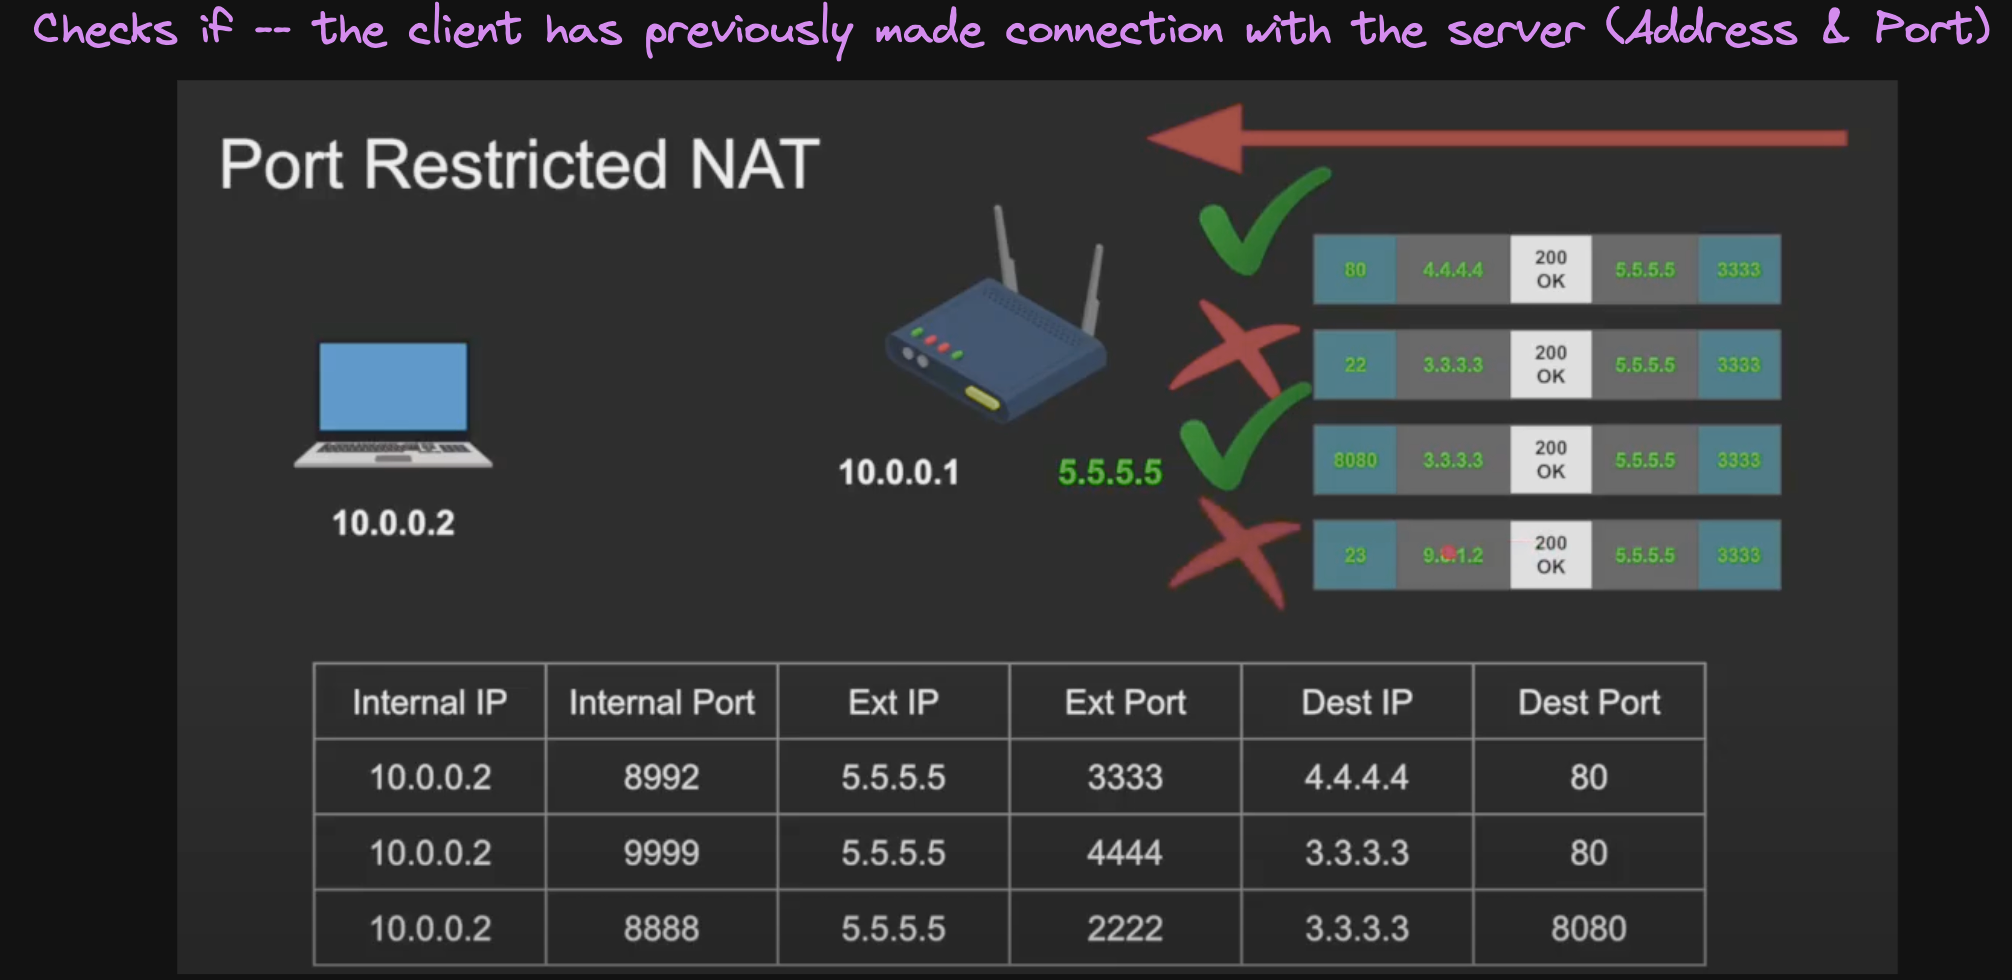 Checks if -- the client has previously made connection with the server (Address & Port)
Port Restricted NAT
80 4.4.4.4 200 OK 5.5.5.5 3333
22 3.3.3.3 200 OK 5.5.5.5 3333
8080 3.3.3.3 200 OK 5.5.5.5 3333
23 200 OK 5.5.5.5 3333
10.0.0.1 5.5.5.5
10.0.0.2
Internal IP Internal Port Ext IP Ext Port Dest IP Dest Port
10.0.0.2 8992 5.5.5.5 3333 4.4.4.4 80
10.0.0.2 9999 5.5.5.5 4444 3.3.3.3 80
10.0.0.2 8888 5.5.5.5 2222 3.3.3.3 8080